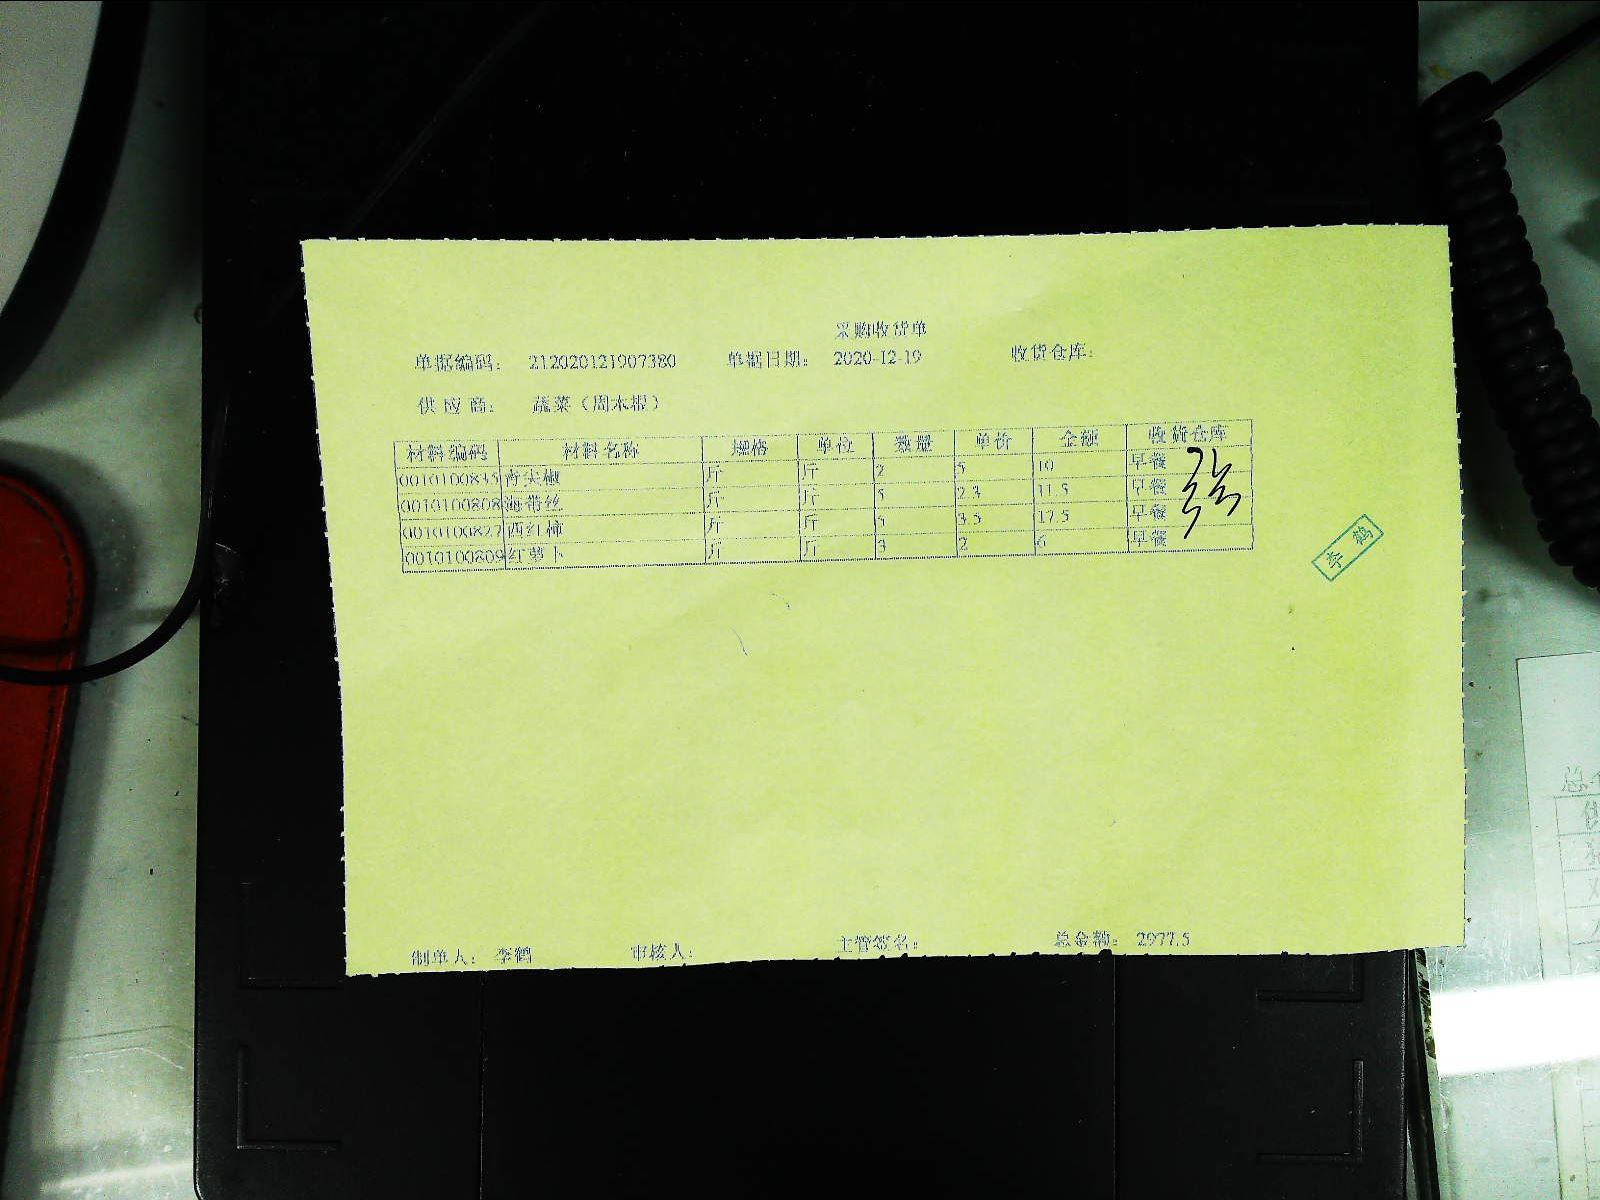 采购收货单
单据编码: 212020121907380 单据日期: 2020-12-19 收货仓库:
供应商: 蔬菜(周木根)
材料编码 材料名称 规格 单位 数量 单价 金额 收货仓库
0010100835 青尖椒 斤 斤 2 5 10 早餐
0010100808 海带丝 斤 斤 5 2.3 11.5 早餐
0010100827 西红柿 斤 斤 5 3.5 17.5 早餐
0010100809 红萝卜 斤 斤 3 2 6 早餐
李鹤
制单人: 李鹤 审核人: 主管签名: 总金额: 2977.5